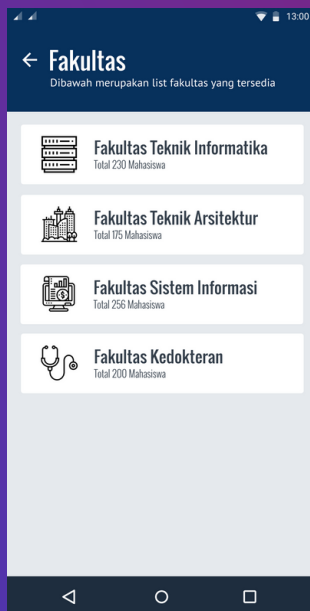 13:00
Fakultas
Dibawah merupakan list fakultas yang tersedia
Fakultas Teknik Informatika
Total 230 Mahasiswa
Fakultas Teknik Arsitektur
Total 175 Mahasiswa
Fakultas Sistem Informasi
Total 256 Mahasiswa
Fakultas Kedokteran
Total 200 Mahasiswa